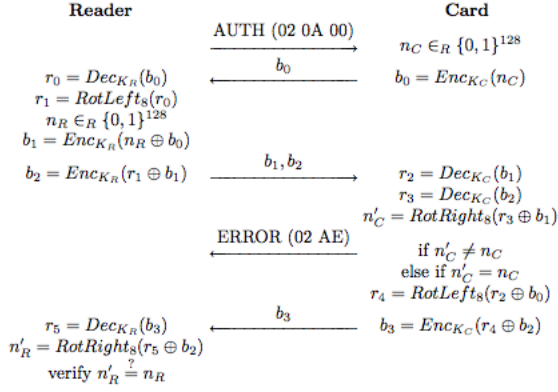 Reader Card
AUTH (02 0A 00)
n_C ∈_R {0,1}^128
b_0
r_0 = Dec_{K_R}(b_0) b_0 = Enc_{K_C}(n_C)
r_1 = RotLeft_8(r_0)
n_R ∈_R {0,1}^128
b_1 = Enc_{K_R}(n_R ⊕ b_0)
b_1, b_2
b_2 = Enc_{K_R}(r_1 ⊕ b_1) r_2 = Dec_{K_C}(b_1)
r_3 = Dec_{K_C}(b_2)
n'_C = RotRight_8(r_3 ⊕ b_1)
ERROR (02 AE)
if n'_C ≠ n_C
else if n'_C = n_C
r_4 = RotLeft_8(r_2 ⊕ b_0)
b_3
r_5 = Dec_{K_R}(b_3) b_3 = Enc_{K_C}(r_4 ⊕ b_2)
n'_R = RotRight_8(r_5 ⊕ b_2)
verify n'_R ≟ n_R